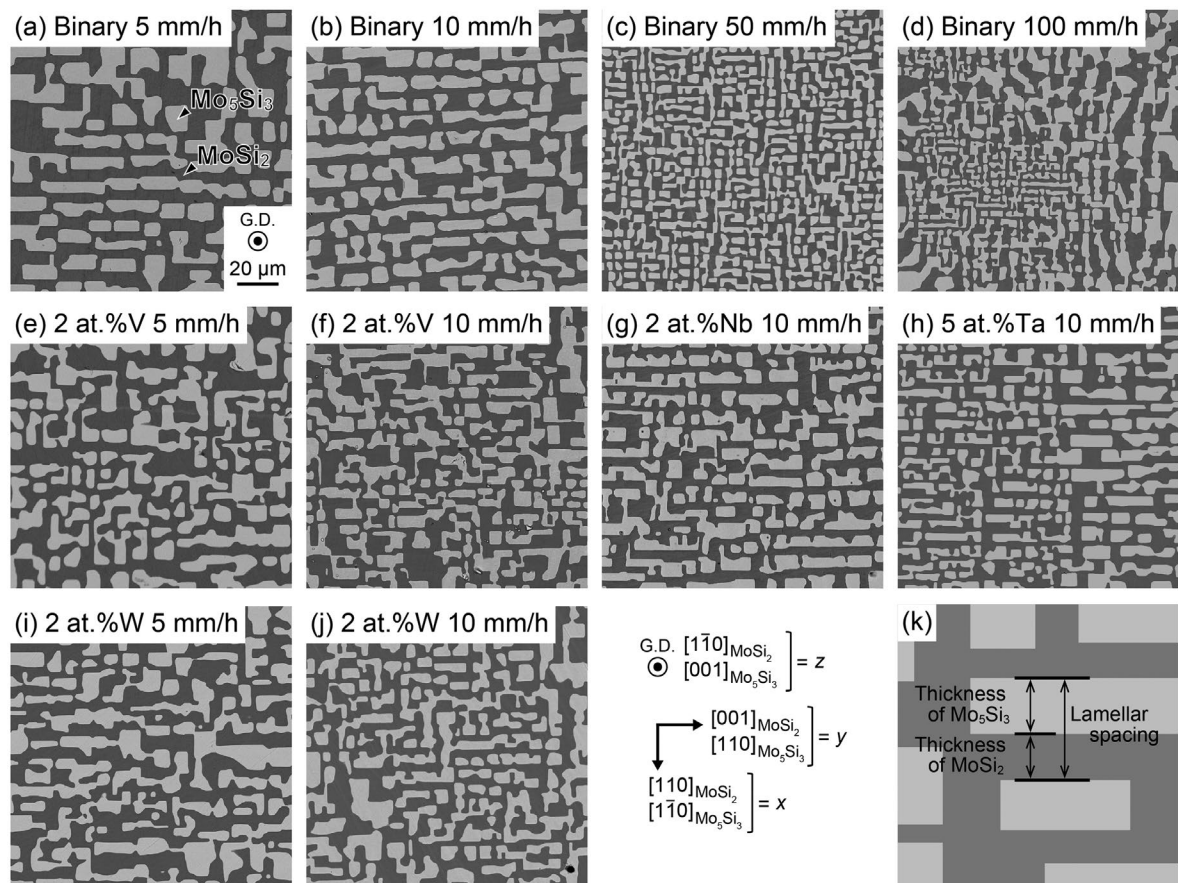 (a) Binary 5 mm/h
(b) Binary 10 mm/h
(c) Binary 50 mm/h
(d) Binary 100 mm/h
Mo₅Si₃
MoSi₂
G.D.
20 µm
(e) 2 at.%V 5 mm/h
(f) 2 at.%V 10 mm/h
(g) 2 at.%Nb 10 mm/h
(h) 5 at.%Ta 10 mm/h
(i) 2 at.%W 5 mm/h
(j) 2 at.%W 10 mm/h
G.D. [11̄0]MoSi₂
[001]Mo₅Si₃
= z
[001]MoSi₂
[110]Mo₅Si₃
= y
[110]MoSi₂
[11̄0]Mo₅Si₃
= x
(k)
Thickness
of Mo₅Si₃
Lamellar
spacing
Thickness
of MoSi₂